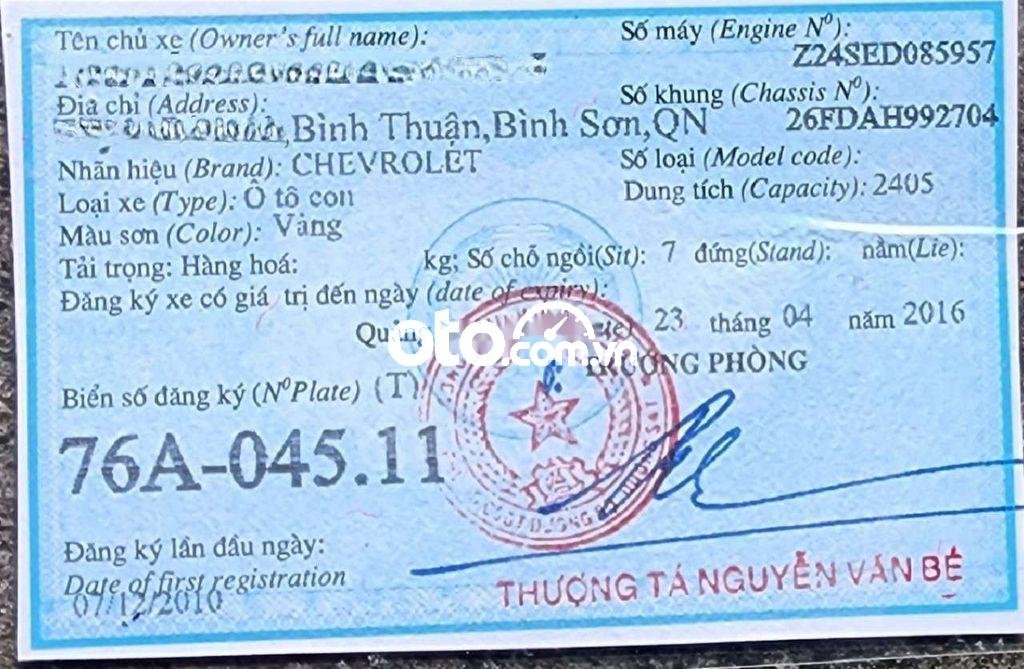 Tên chủ xe (Owner's full name):
Số máy (Engine Nº):
Z24SED085957
Địa chỉ (Address):
Số khung (Chassis Nº):
,Bình Thuận,Bình Sơn,QN
26FDAH992704
Nhãn hiệu (Brand): CHEVROLET
Số loại (Model code):
Loại xe (Type): Ô tô con
Dung tích (Capacity): 2405
Màu sơn (Color): Vàng
Tải trọng: Hàng hoá: kg; Số chỗ ngồi(Sit): 7 đứng(Stand): nằm(Lie):
Đăng ký xe có giá trị đến ngày (date of expiry):
23 tháng 04 năm 2016
oto.com.vn
TRƯỞNG PHÒNG
Biển số đăng ký (NºPlate) (T)
76A-045.11
Đăng ký lần đầu ngày:
Date of first registration
07/12/2010
THƯỢNG TÁ NGUYỄN VĂN BÉ